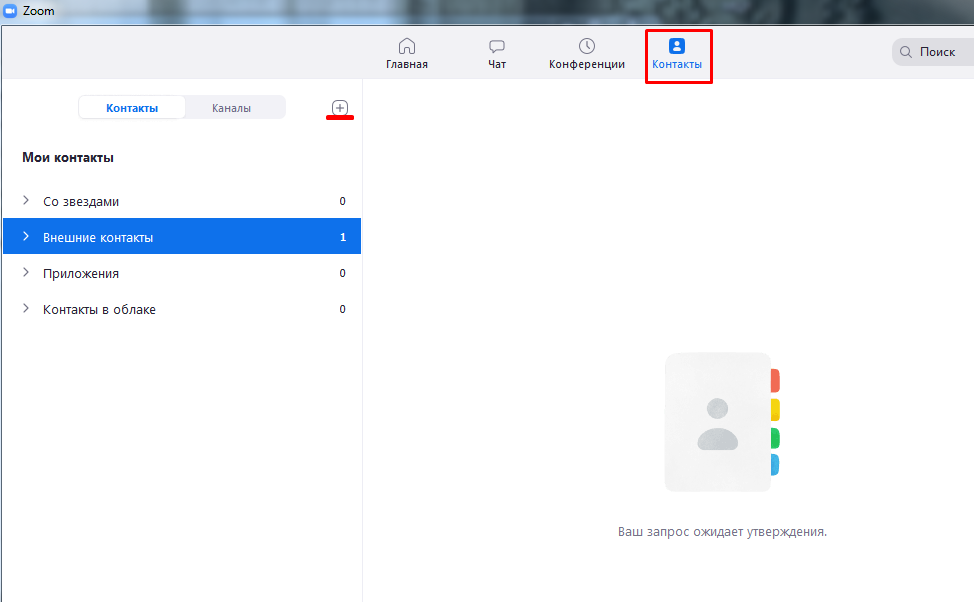 Zoom
Главная
Чат
Конференции
Контакты
Поиск
Контакты
Каналы
Мои контакты
Со звездами 0
Внешние контакты 1
Приложения 0
Контакты в облаке 0
Ваш запрос ожидает утверждения.